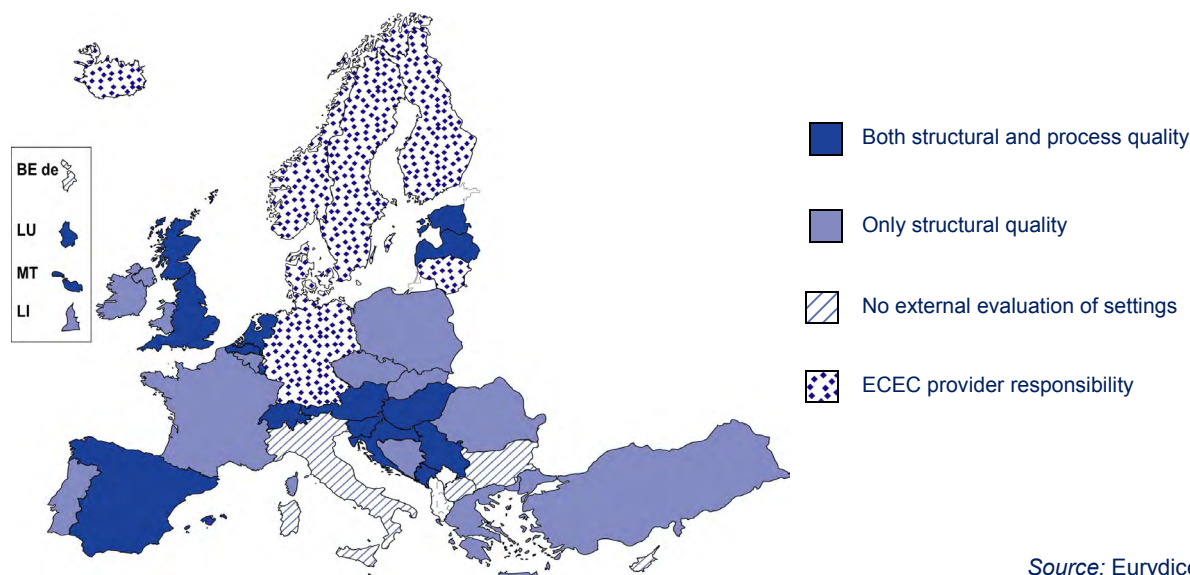 BE de
LU
MT
LI
Both structural and process quality
Only structural quality
No external evaluation of settings
ECEC provider responsibility
Source: Eurydice